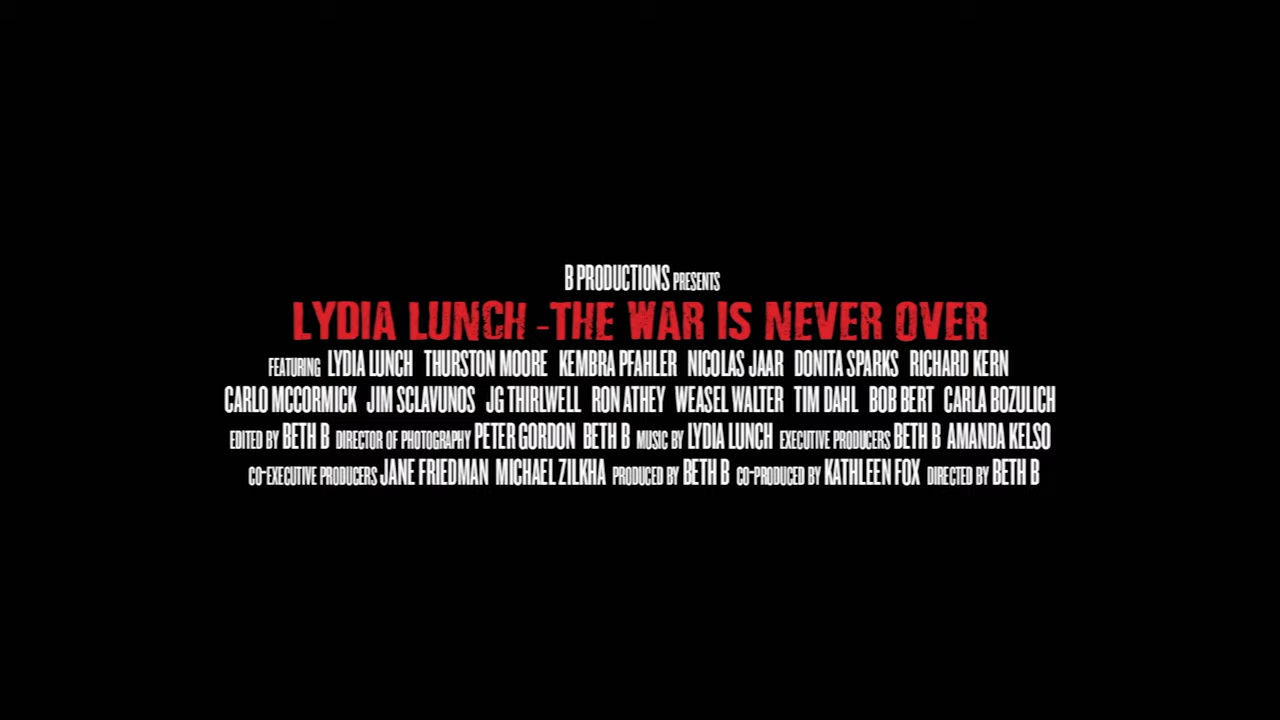 B PRODUCTIONS PRESENTS
LYDIA LUNCH -THE WAR IS NEVER OVER
FEATURING LYDIA LUNCH THURSTON MOORE KEMBRA PFAHLER NICOLAS JAAR DONITA SPARKS RICHARD KERN
CARLO MCCORMICK JIM SCLAVUNOS JG THIRLWELL RON ATHEY WEASEL WALTER TIM DAHL BOB BERT CARLA BOZULICH
EDITED BY BETH B DIRECTOR OF PHOTOGRAPHY PETER GORDON BETH B MUSIC BY LYDIA LUNCH EXECUTIVE PRODUCERS BETH B AMANDA KELSO
CO-EXECUTIVE PRODUCERS JANE FRIEDMAN MICHAEL ZILKHA PRODUCED BY BETH B CO-PRODUCED BY KATHLEEN FOX DIRECTED BY BETH B